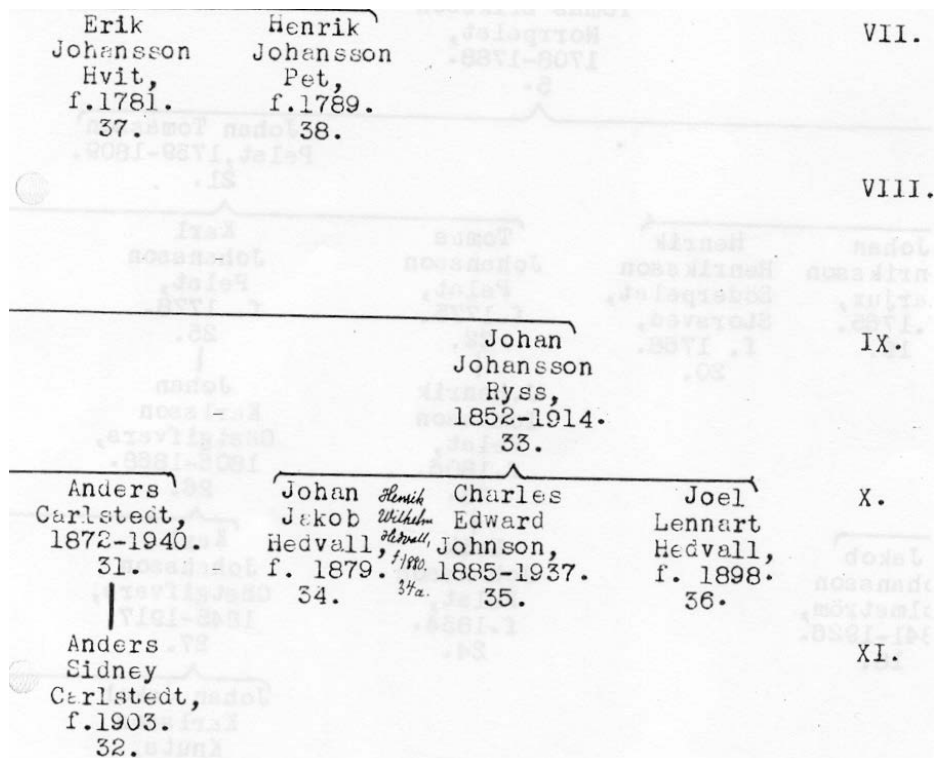 Erik
Johansson
Hvit,
f.1781.
37.
Henrik
Johansson
Pet,
f.1789.
38.
VII.
VIII.
Johan
Johansson
Ryss,
1852-1914.
33.
IX.
Anders
Carlstedt,
1872-1940.
31.
Johan
Jakob
Hedvall,
f. 1879.
34.
Henrik
Wilhelm
Hedvall,
f 1880.
34a.
Charles
Edward
Johnson,
1885-1937.
35.
Joel
Lennart
Hedvall,
f. 1898.
36.
X.
Anders
Sidney
Carlstedt,
f.1903.
32.
XI.